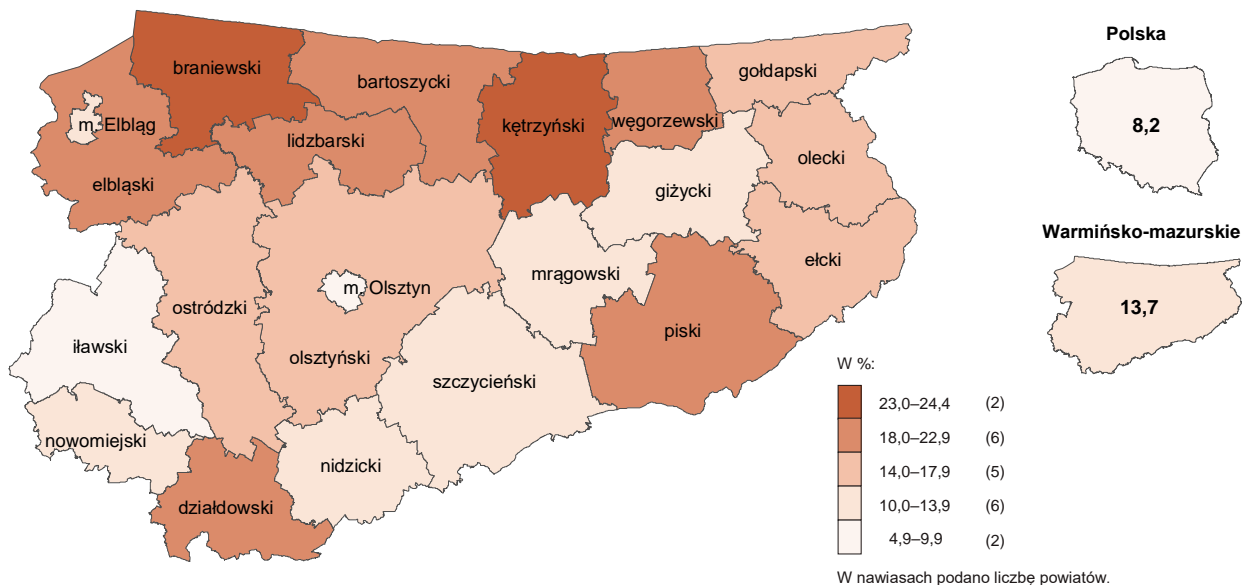 braniewski
bartoszycki
gołdapski
m. Elbląg
kętrzyński
węgorzewski
lidzbarski
olecki
elbląski
giżycki
ełcki
mrągowski
m. Olsztyn
ostródzki
piski
iławski
olsztyński
szczycieński
nowomiejski
nidzicki
działdowski
Polska
8,2
Warmińsko-mazurskie
13,7
W %:
23,0–24,4 (2)
18,0–22,9 (6)
14,0–17,9 (5)
10,0–13,9 (6)
4,9–9,9 (2)
W nawiasach podano liczbę powiatów.